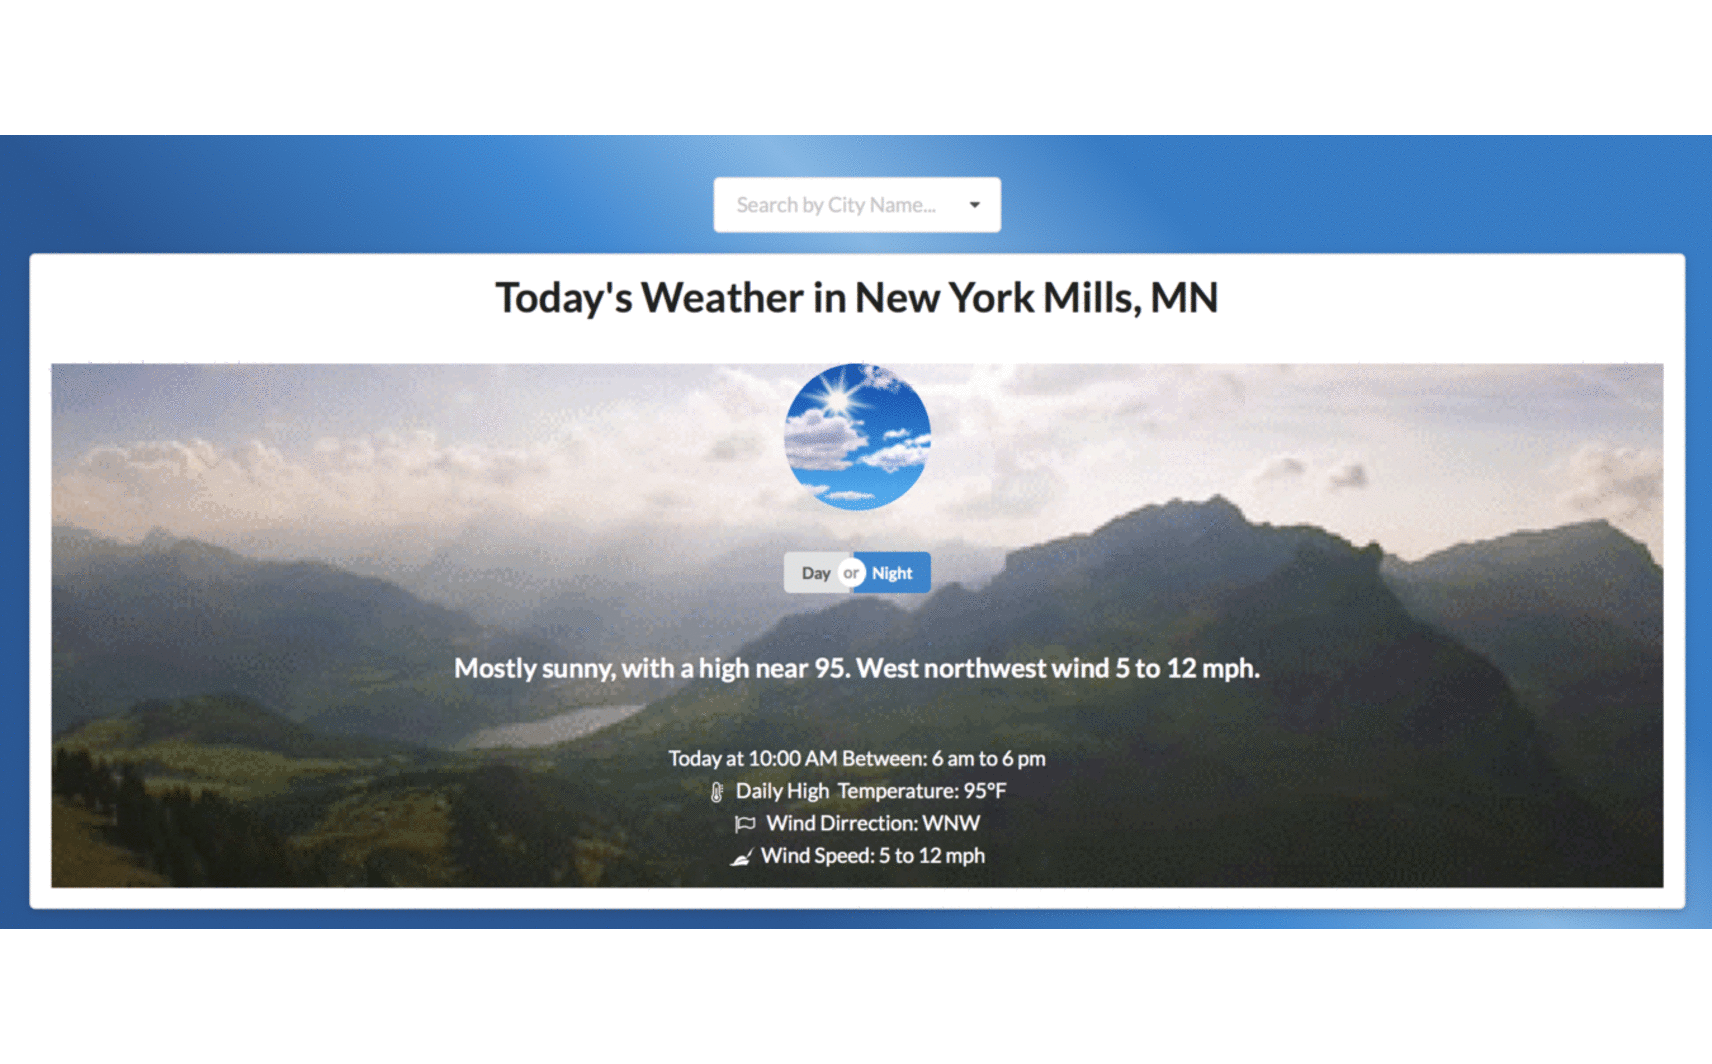 Search by City Name...
Today's Weather in New York Mills, MN
Day or Night
Mostly sunny, with a high near 95. West northwest wind 5 to 12 mph.
Today at 10:00 AM Between: 6 am to 6 pm
Daily High Temperature: 95°F
Wind Dirrection: WNW
Wind Speed: 5 to 12 mph